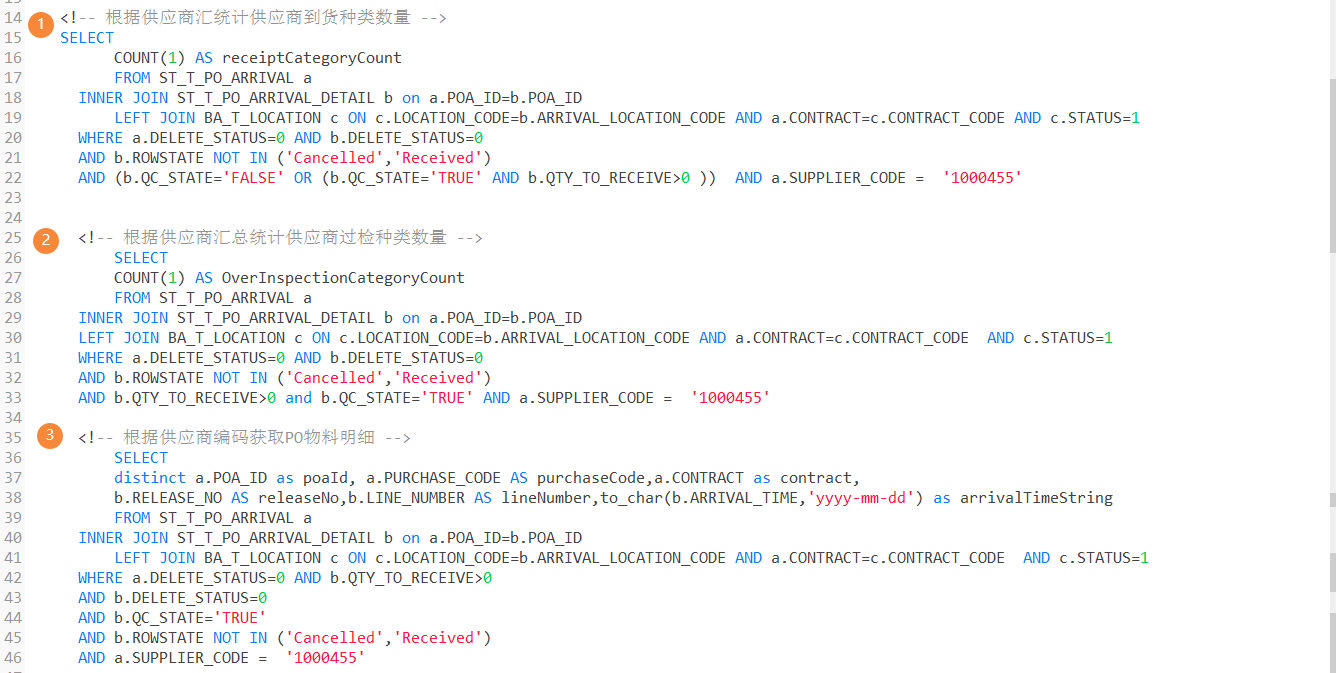 14 <!-- 根据供应商汇统计供应商到货种类数量 -->
1
15 SELECT
16 COUNT(1) AS receiptCategoryCount
17 FROM ST_T_PO_ARRIVAL a
18 INNER JOIN ST_T_PO_ARRIVAL_DETAIL b on a.POA_ID=b.POA_ID
19 LEFT JOIN BA_T_LOCATION c ON c.LOCATION_CODE=b.ARRIVAL_LOCATION_CODE AND a.CONTRACT=c.CONTRACT_CODE AND c.STATUS=1
20 WHERE a.DELETE_STATUS=0 AND b.DELETE_STATUS=0
21 AND b.ROWSTATE NOT IN ('Cancelled','Received')
22 AND (b.QC_STATE='FALSE' OR (b.QC_STATE='TRUE' AND b.QTY_TO_RECEIVE>0 )) AND a.SUPPLIER_CODE = '1000455'
23
24
25 <!-- 根据供应商汇总统计供应商过检种类数量 -->
2
26 SELECT
27 COUNT(1) AS OverInspectionCategoryCount
28 FROM ST_T_PO_ARRIVAL a
29 INNER JOIN ST_T_PO_ARRIVAL_DETAIL b on a.POA_ID=b.POA_ID
30 LEFT JOIN BA_T_LOCATION c ON c.LOCATION_CODE=b.ARRIVAL_LOCATION_CODE AND a.CONTRACT=c.CONTRACT_CODE AND c.STATUS=1
31 WHERE a.DELETE_STATUS=0 AND b.DELETE_STATUS=0
32 AND b.ROWSTATE NOT IN ('Cancelled','Received')
33 AND b.QTY_TO_RECEIVE>0 and b.QC_STATE='TRUE' AND a.SUPPLIER_CODE = '1000455'
34
35 <!-- 根据供应商编码获取PO物料明细 -->
3
36 SELECT
37 distinct a.POA_ID as poaId, a.PURCHASE_CODE AS purchaseCode,a.CONTRACT as contract,
38 b.RELEASE_NO AS releaseNo,b.LINE_NUMBER AS lineNumber,to_char(b.ARRIVAL_TIME,'yyyy-mm-dd') as arrivalTimeString
39 FROM ST_T_PO_ARRIVAL a
40 INNER JOIN ST_T_PO_ARRIVAL_DETAIL b on a.POA_ID=b.POA_ID
41 LEFT JOIN BA_T_LOCATION c ON c.LOCATION_CODE=b.ARRIVAL_LOCATION_CODE AND a.CONTRACT=c.CONTRACT_CODE AND c.STATUS=1
42 WHERE a.DELETE_STATUS=0 AND b.QTY_TO_RECEIVE>0
43 AND b.DELETE_STATUS=0
44 AND b.QC_STATE='TRUE'
45 AND b.ROWSTATE NOT IN ('Cancelled','Received')
46 AND a.SUPPLIER_CODE = '1000455'